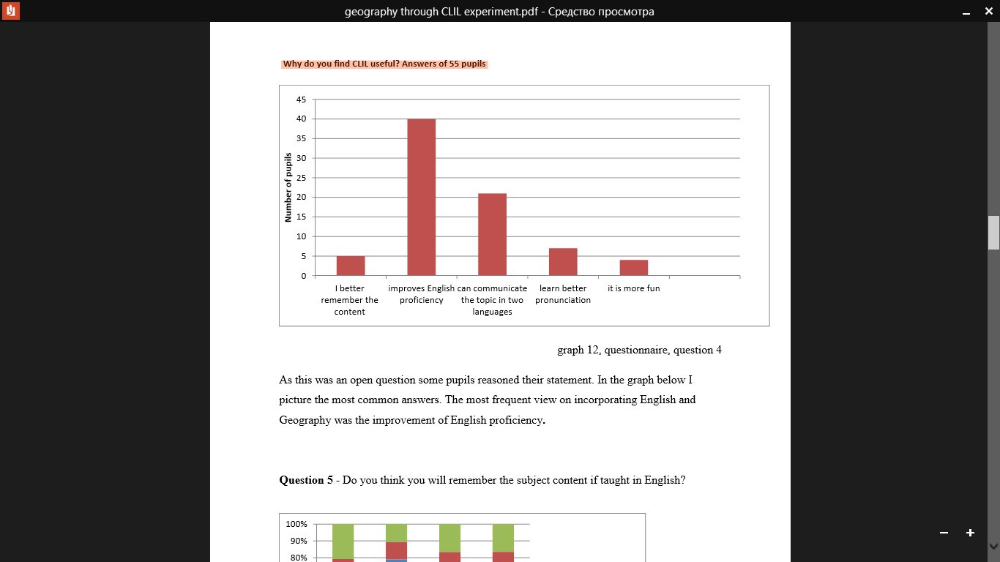 geography through CLIL experiment.pdf - Средство просмотра
Why do you find CLIL useful? Answers of 55 pupils
Number of pupils
45
40
35
30
25
20
15
10
5
0
I better
remember the
content
improves English
proficiency
can communicate
the topic in two
languages
learn better
pronunciation
it is more fun
graph 12, questionnaire, question 4
As this was an open question some pupils reasoned their statement. In the graph below I
picture the most common answers. The most frequent view on incorporating English and
Geography was the improvement of English proficiency.
Question 5 - Do you think you will remember the subject content if taught in English?
100%
90%
80%